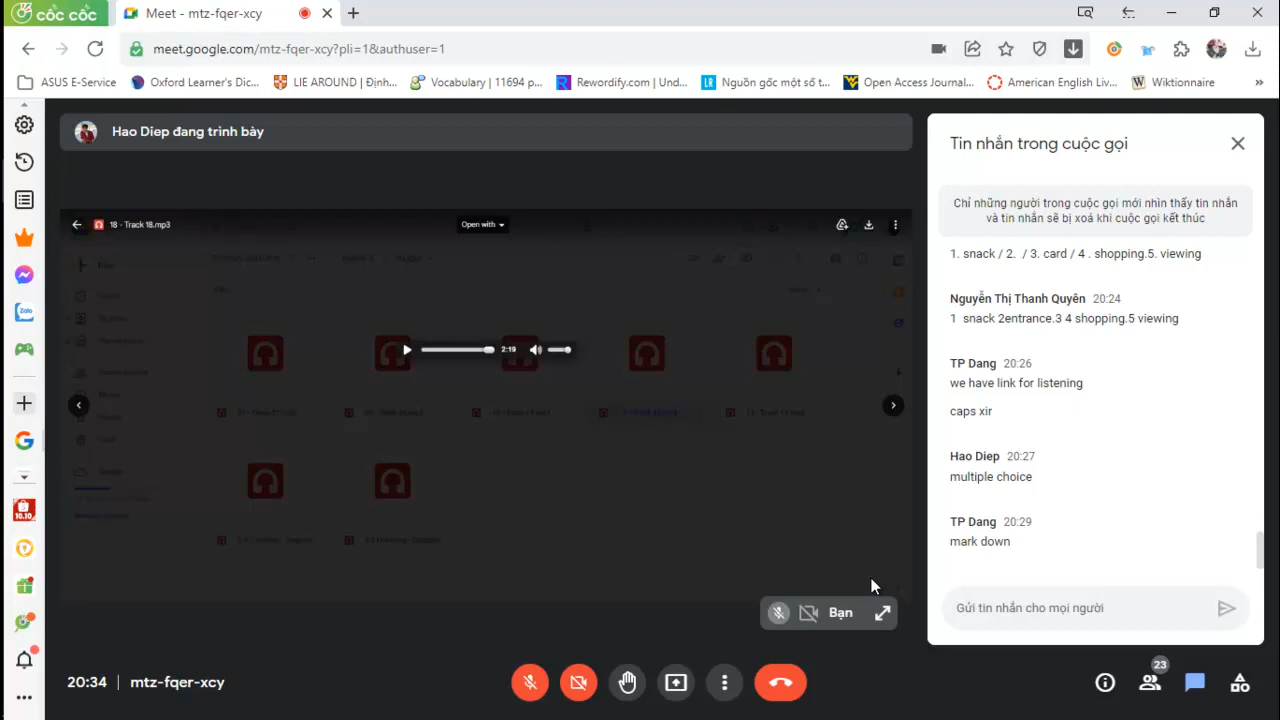 cốc cốc
Meet - mtz-fqer-xcy
meet.google.com/mtz-fqer-xcy?pli=1&authuser=1
ASUS E-Service
Oxford Learner's Dic...
LIE AROUND | Định...
Vocabulary | 11694 p...
Rewordify.com | Und...
LR Nguồn gốc một số t...
Open Access Journal...
American English Liv...
W Wiktionnaire
»
Hao Diep đang trình bày
18 - Track 18.mp3
Open with
2:19
Zalo
10.10
Bạn
Tin nhắn trong cuộc gọi
Chỉ những người trong cuộc gọi mới nhìn thấy tin nhắn
và tin nhắn sẽ bị xoá khi cuộc gọi kết thúc
1. snack / 2.  / 3. card / 4 . shopping.5. viewing
Nguyễn Thị Thanh Quyên 20:24
1  snack 2entrance.3 4 shopping.5 viewing
TP Dang 20:26
we have link for listening
caps xir
Hao Diep 20:27
multiple choice
TP Dang 20:29
mark down
Gửi tin nhắn cho mọi người
20:34 | mtz-fqer-xcy
23